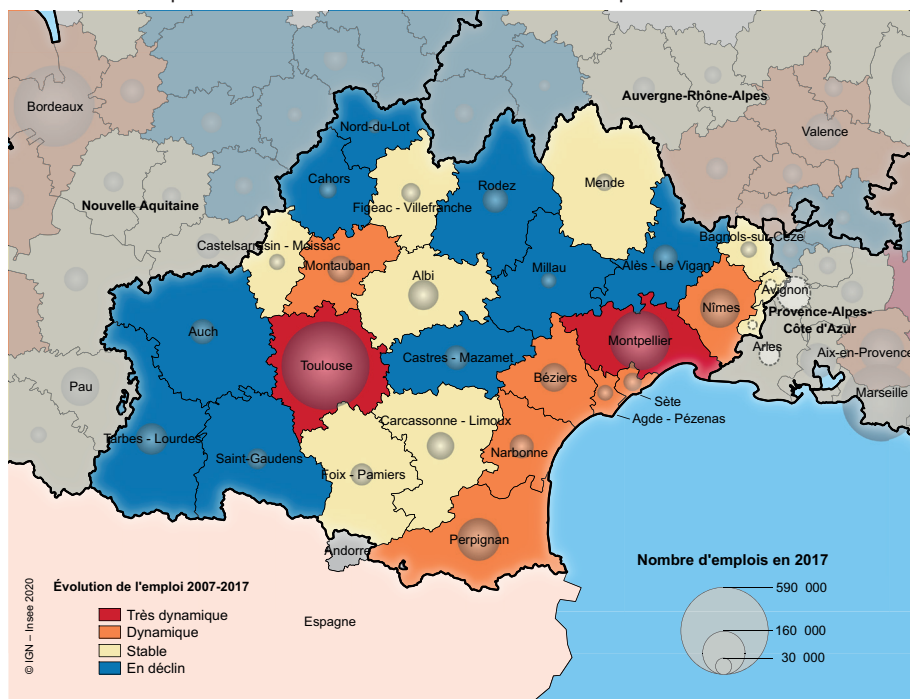 Bordeaux
Auvergne-Rhône-Alpes
Valence
Nord-du-Lot
Cahors
Rodez
Mende
Figeac - Villefranche
Nouvelle Aquitaine
Castelsarrasin - Moissac
Montauban
Albi
Millau
Alès - Le Vigan
Bagnols-sur-Cèze
Avignon
Nîmes
Provence-Alpes-
Côte d'Azur
Auch
Toulouse
Castres - Mazamet
Montpellier
Arles
Aix-en-Provence
Pau
Béziers
Marseille
Sète
Agde - Pézenas
Carcassonne - Limoux
Tarbes - Lourdes
Saint-Gaudens
Foix - Pamiers
Narbonne
Perpignan
Andorre
Espagne
Nombre d'emplois en 2017
590 000
160 000
30 000
Évolution de l'emploi 2007-2017
Très dynamique
Dynamique
Stable
En déclin
© IGN – Insee 2020